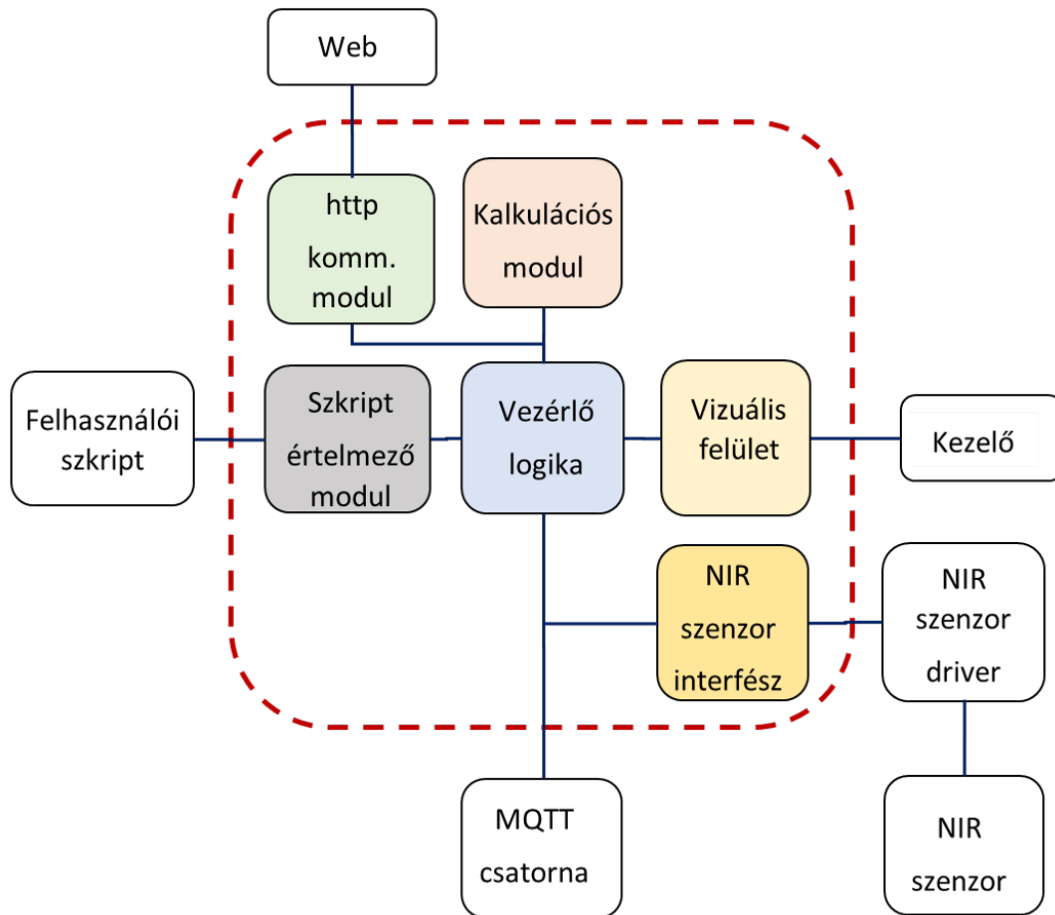 Web
http
komm.
modul
Kalkulációs
modul
Felhasználói
szkript
Szkript
értelmező
modul
Vezérlő
logika
Vizuális
felület
Kezelő
NIR
szenzor
interfész
NIR
szenzor
driver
MQTT
csatorna
NIR
szenzor